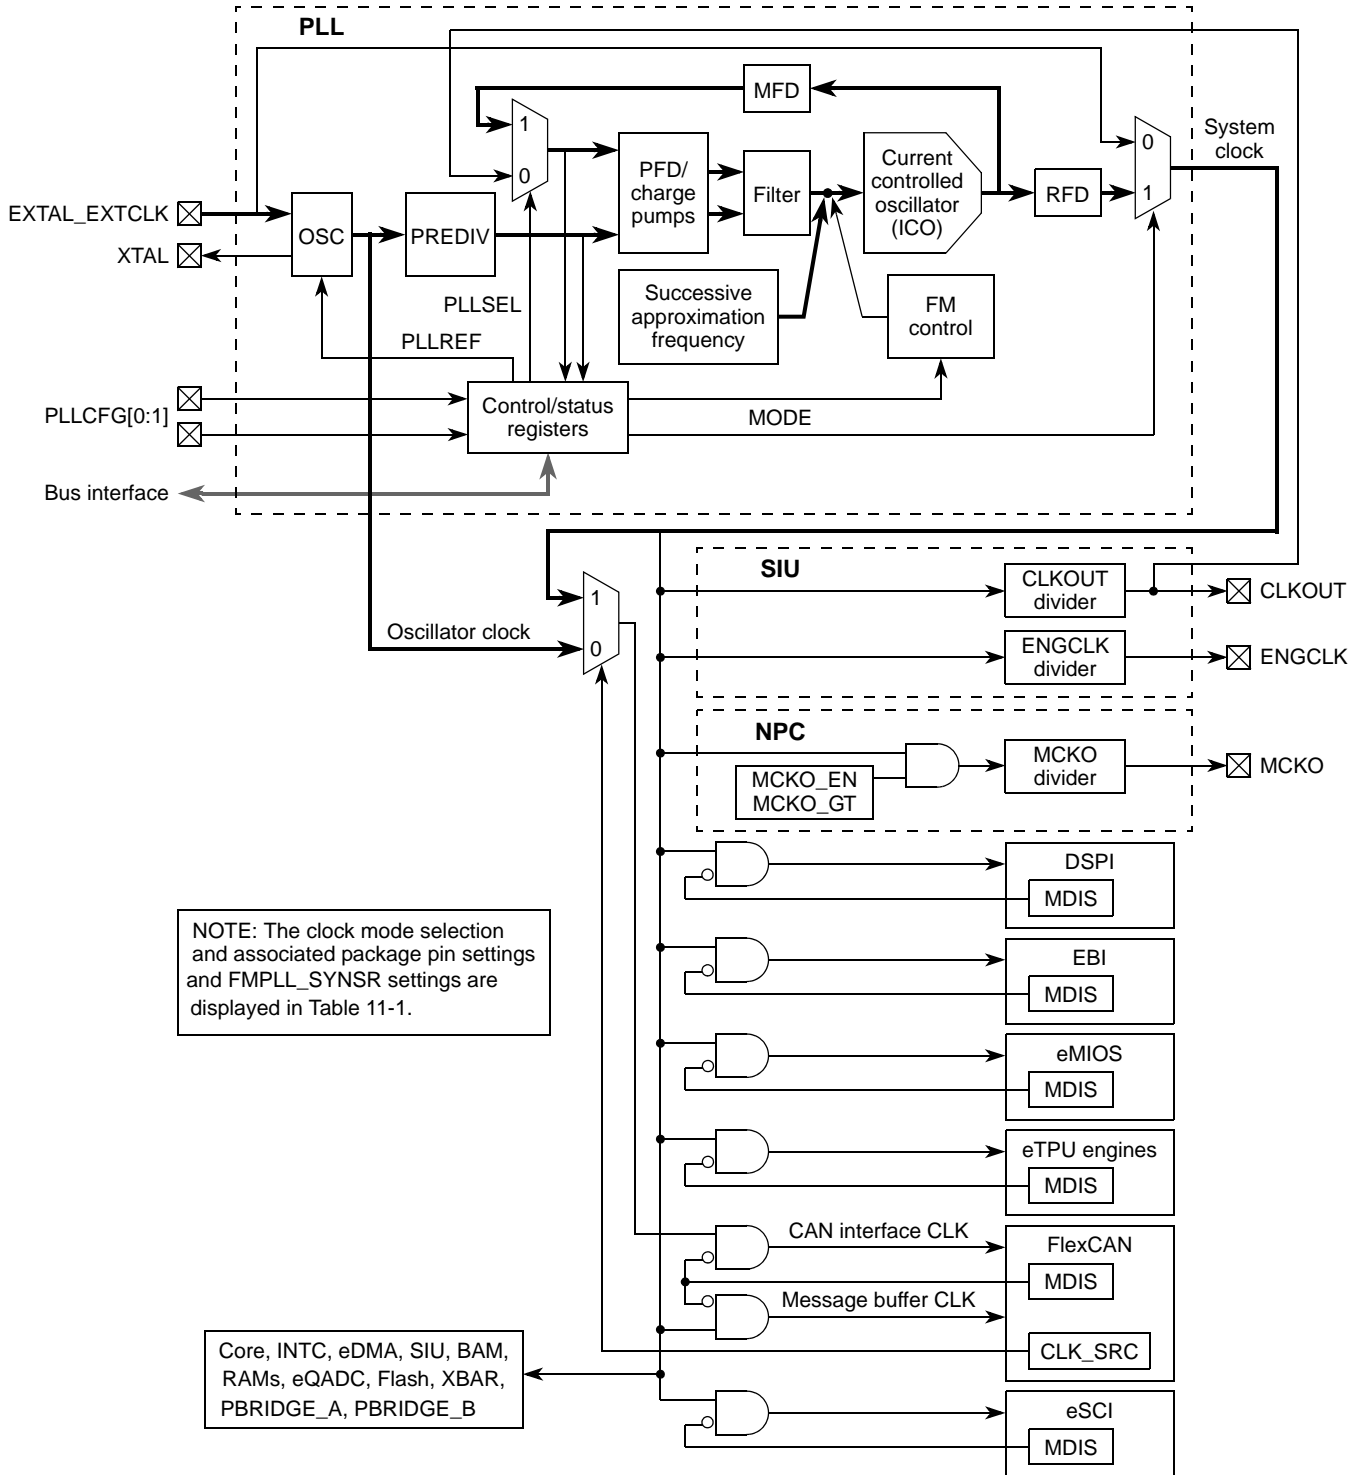 PLL
MFD
1
0
PFD/
charge
pumps
Filter
Current
controlled
oscillator
(ICO)
RFD
0
1
System
clock
EXTAL_EXTCLK
XTAL
OSC
PREDIV
PLLSEL
PLLREF
Successive
approximation
frequency
FM
control
PLLCFG[0:1]
Control/status
registers
MODE
Bus interface
SIU
CLKOUT
divider
CLKOUT
1
0
Oscillator clock
ENGCLK
divider
ENGCLK
NPC
MCKO_EN
MCKO_GT
MCKO
divider
MCKO
DSPI
MDIS
NOTE: The clock mode selection
and associated package pin settings
and FMPLL_SYNSR settings are
displayed in Table 11-1.
EBI
MDIS
eMIOS
MDIS
eTPU engines
MDIS
CAN interface CLK
FlexCAN
MDIS
Message buffer CLK
CLK_SRC
Core, INTC, eDMA, SIU, BAM,
RAMs, eQADC, Flash, XBAR,
PBRIDGE_A, PBRIDGE_B
eSCI
MDIS